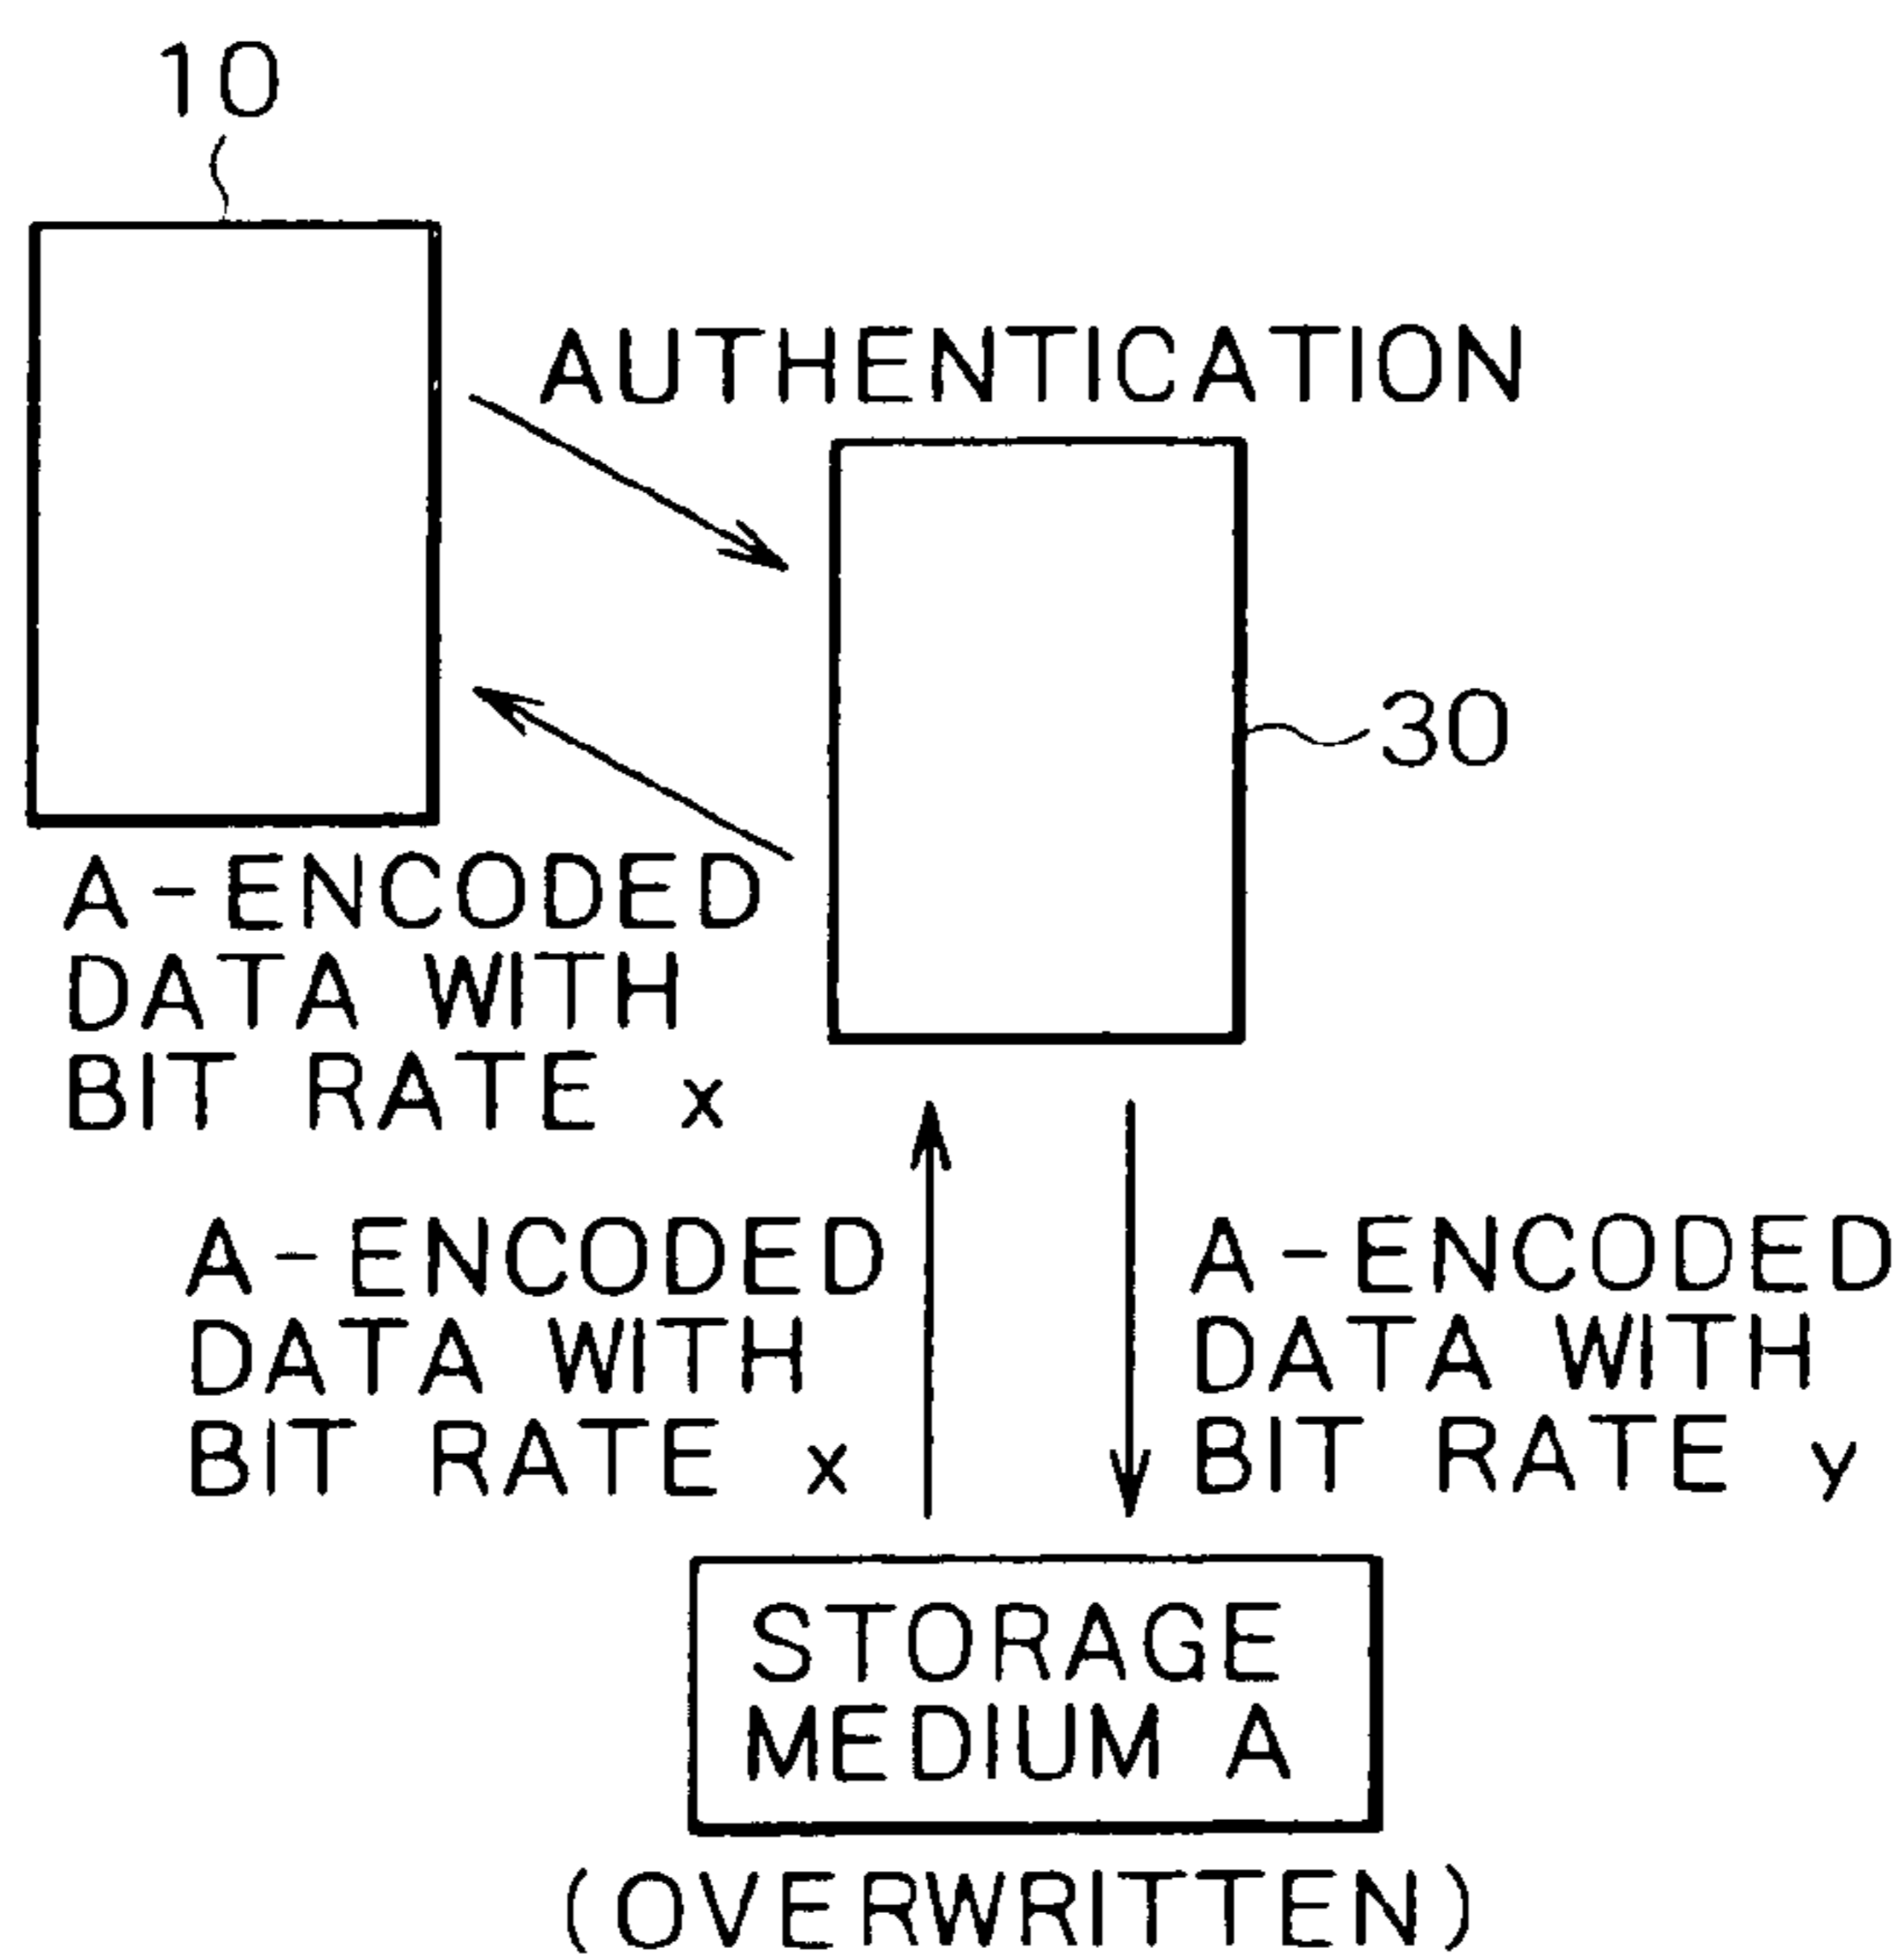 10
AUTHENTICATION
30
A-ENCODED
DATA WITH
BIT RATE x
A-ENCODED
DATA WITH
BIT RATE x
A-ENCODED
DATA WITH
BIT RATE y
STORAGE
MEDIUM A
(OVERWRITTEN)